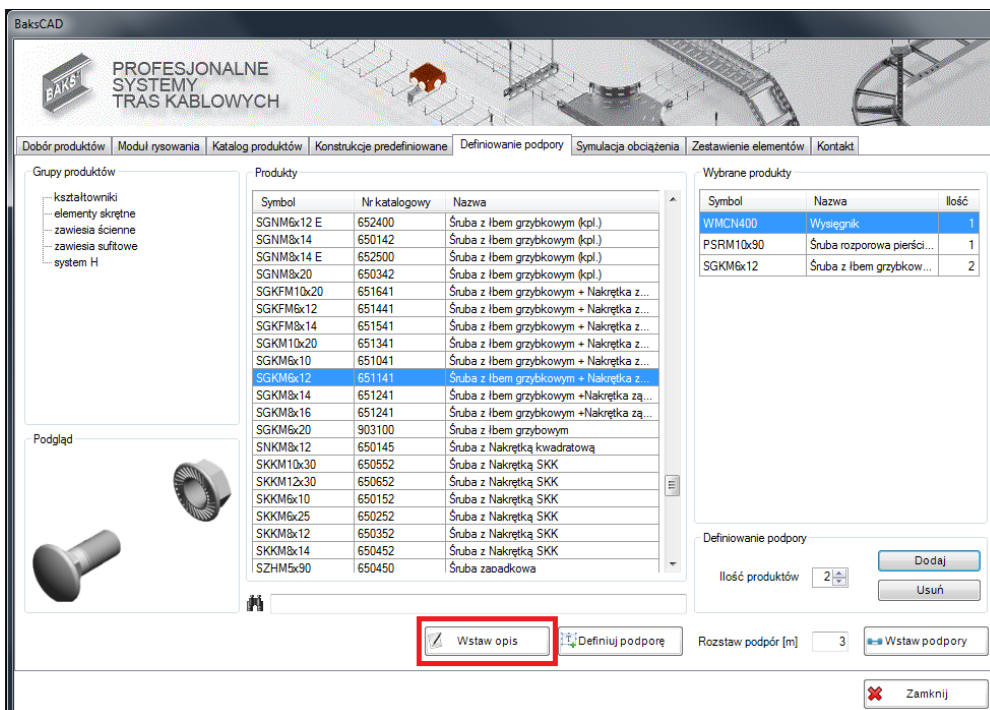 BaksCAD
BAKS
PROFESJONALNE
SYSTEMY
TRAS KABLOWYCH
Dobór produktów Moduł rysowania Katalog produktów Konstrukcje predefiniowane Definiowanie podpory Symulacja obciążenia Zestawienie elementów Kontakt
Grupy produktów
kształtowniki
elementy skrętne
zawiesia ścienne
zawiesia sufitowe
system H
Produkty
Symbol Nr katalogowy Nazwa
SGNM6x12 E 652400 Śruba z łbem grzybkowym (kpl.)
SGNM8x14 650142 Śruba z łbem grzybkowym (kpl.)
SGNM8x14 E 652500 Śruba z łbem grzybkowym (kpl.)
SGNM8x20 650342 Śruba z łbem grzybkowym (kpl.)
SGKFM10x20 651641 Śruba z łbem grzybkowym + Nakrętka z...
SGKFM6x12 651441 Śruba z łbem grzybkowym + Nakrętka z...
SGKFM8x14 651541 Śruba z łbem grzybkowym + Nakrętka z...
SGKM10x20 651341 Śruba z łbem grzybkowym + Nakrętka z...
SGKM6x10 651041 Śruba z łbem grzybkowym + Nakrętka z...
SGKM6x12 651141 Śruba z łbem grzybkowym + Nakrętka z...
SGKM8x14 651241 Śruba z łbem grzybkowym +Nakrętka zą...
SGKM8x16 651241 Śruba z łbem grzybkowym +Nakrętka zą...
SGKM6x20 903100 Śruba z łbem grzybowym
SNKM8x12 650145 Śruba z Nakrętką kwadratową
SKKM10x30 650552 Śruba z Nakrętką SKK
SKKM12x30 650652 Śruba z Nakrętką SKK
SKKM6x10 650152 Śruba z Nakrętką SKK
SKKM6x25 650252 Śruba z Nakrętką SKK
SKKM8x12 650352 Śruba z Nakrętką SKK
SKKM8x14 650452 Śruba z Nakrętką SKK
SZHM5x90 650450 Śruba zapadkowa
Wybrane produkty
Symbol Nazwa Ilość
WMCN400 Wysięgnik 1
PSRM10x90 Śruba rozporowa pierści... 1
SGKM6x12 Śruba z łbem grzybkow... 2
Podgląd
Definiowanie podpory
Ilość produktów 2
Dodaj
Usuń
Wstaw opis
Definiuj podporę
Rozstaw podpór [m] 3
Wstaw podpory
Zamknij